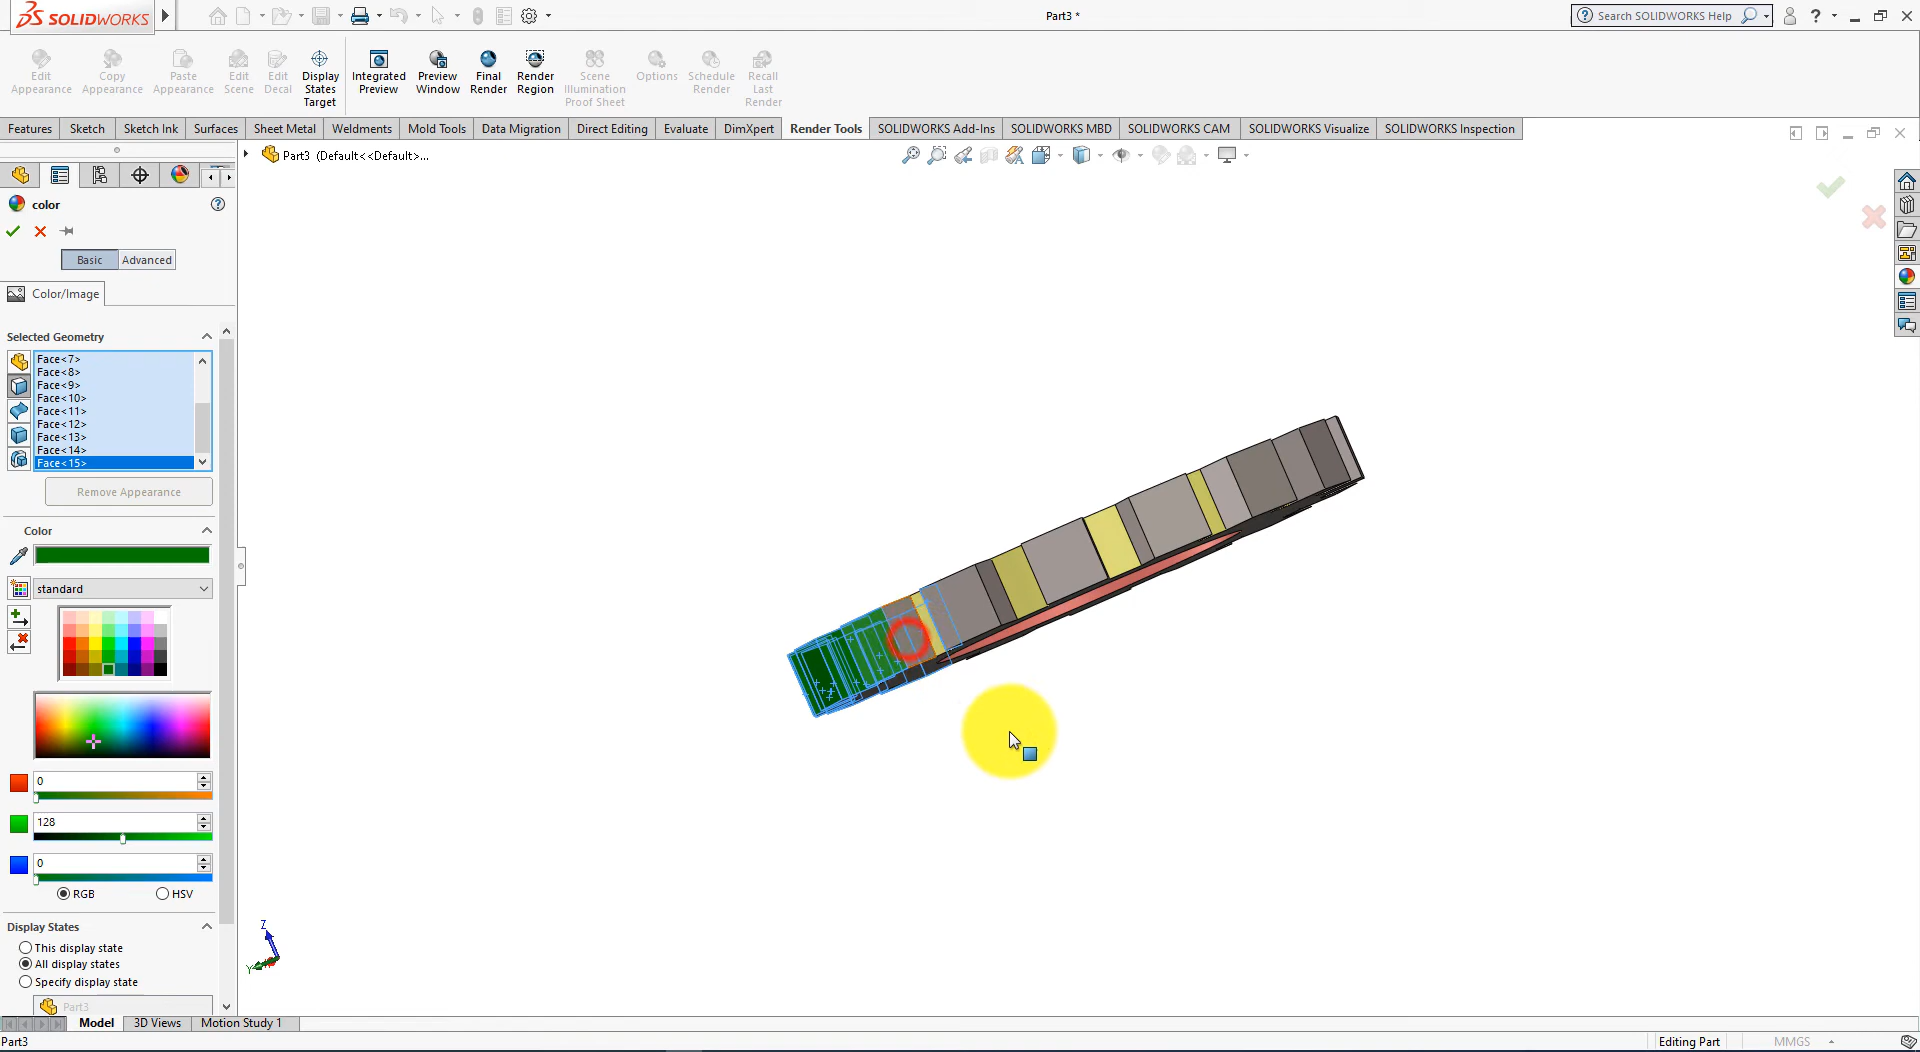 SOLIDWORKS
Part3 *
Search SOLIDWORKS Help
Edit Appearance
Copy Appearance
Paste Appearance
Edit Scene
Edit Decal
Display States Target
Integrated Preview
Preview Window
Final Render
Render Region
Scene Illumination Proof Sheet
Options
Schedule Render
Recall Last Render
Features
Sketch
Sketch Ink
Surfaces
Sheet Metal
Weldments
Mold Tools
Data Migration
Direct Editing
Evaluate
DimXpert
Render Tools
SOLIDWORKS Add-Ins
SOLIDWORKS MBD
SOLIDWORKS CAM
SOLIDWORKS Visualize
SOLIDWORKS Inspection
Part3 (Default<<Default>...
color
Basic
Advanced
Color/Image
Selected Geometry
Face<7>
Face<8>
Face<9>
Face<10>
Face<11>
Face<12>
Face<13>
Face<14>
Face<15>
Remove Appearance
Color
standard
0
128
0
RGB
HSV
Display States
This display state
All display states
Specify display state
Part3
Z
Y
Model
3D Views
Motion Study 1
Part3
Editing Part
MMGS